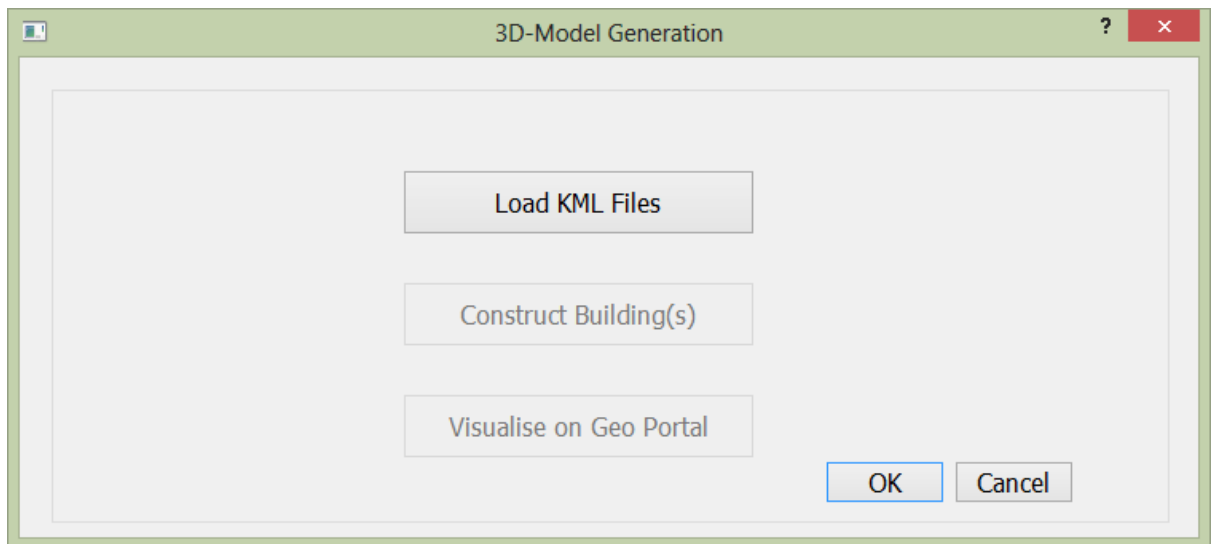 3D-Model Generation ?
Load KML Files
Construct Building(s)
Visualise on Geo Portal
OK Cancel